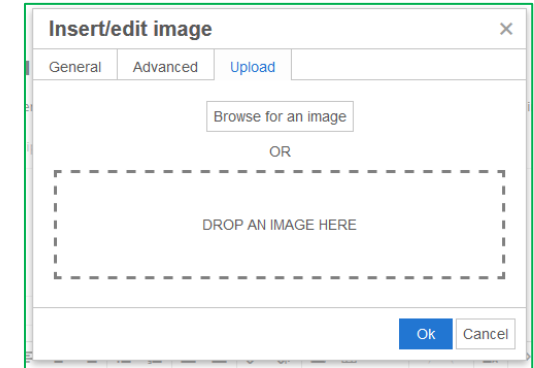 Insert/edit image ×
General Advanced Upload
Browse for an image
OR
DROP AN IMAGE HERE
Ok Cancel